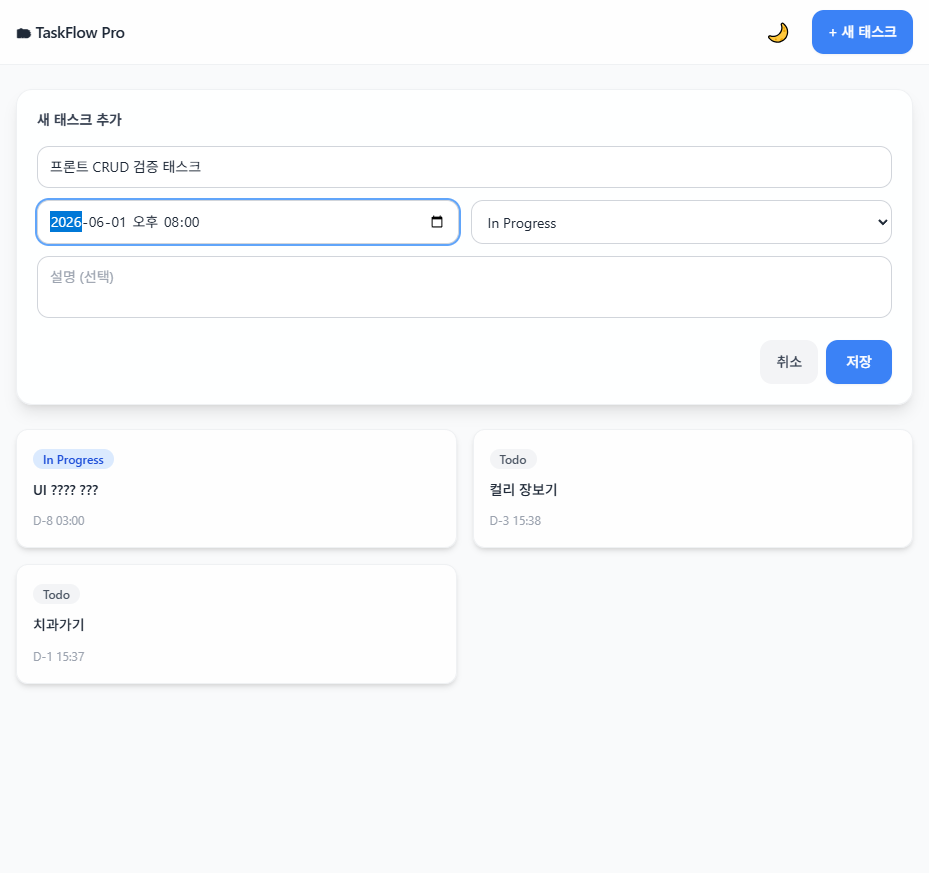 TaskFlow Pro
+ 새 태스크
새 태스크 추가
프론트 CRUD 검증 태스크
2026-06-01 오후 08:00
In Progress
설명 (선택)
취소
저장
In Progress
UI ???? ???
D-8 03:00
Todo
컬리 장보기
D-3 15:38
Todo
치과가기
D-1 15:37